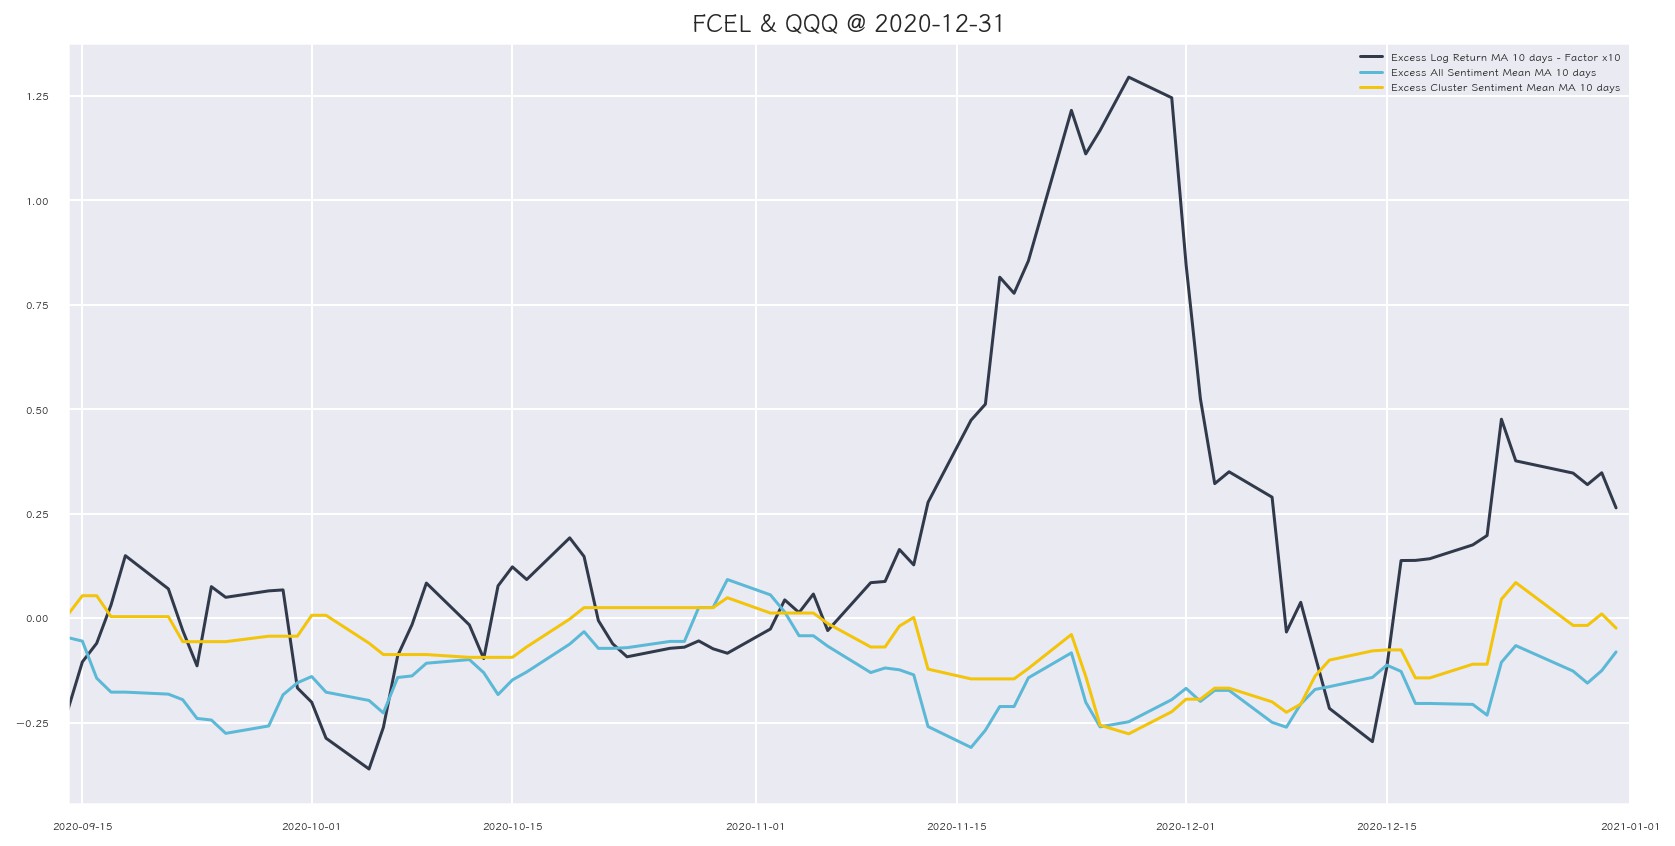 FCEL & QQQ @ 2020-12-31
Excess Log Return MA 10 days - Factor x10
Excess All Sentiment Mean MA 10 days
Excess Cluster Sentiment Mean MA 10 days
1.25
1.00
0.75
0.50
0.25
0.00
−0.25
2020-09-15 2020-10-01 2020-10-15 2020-11-01 2020-11-15 2020-12-01 2020-12-15 2021-01-01